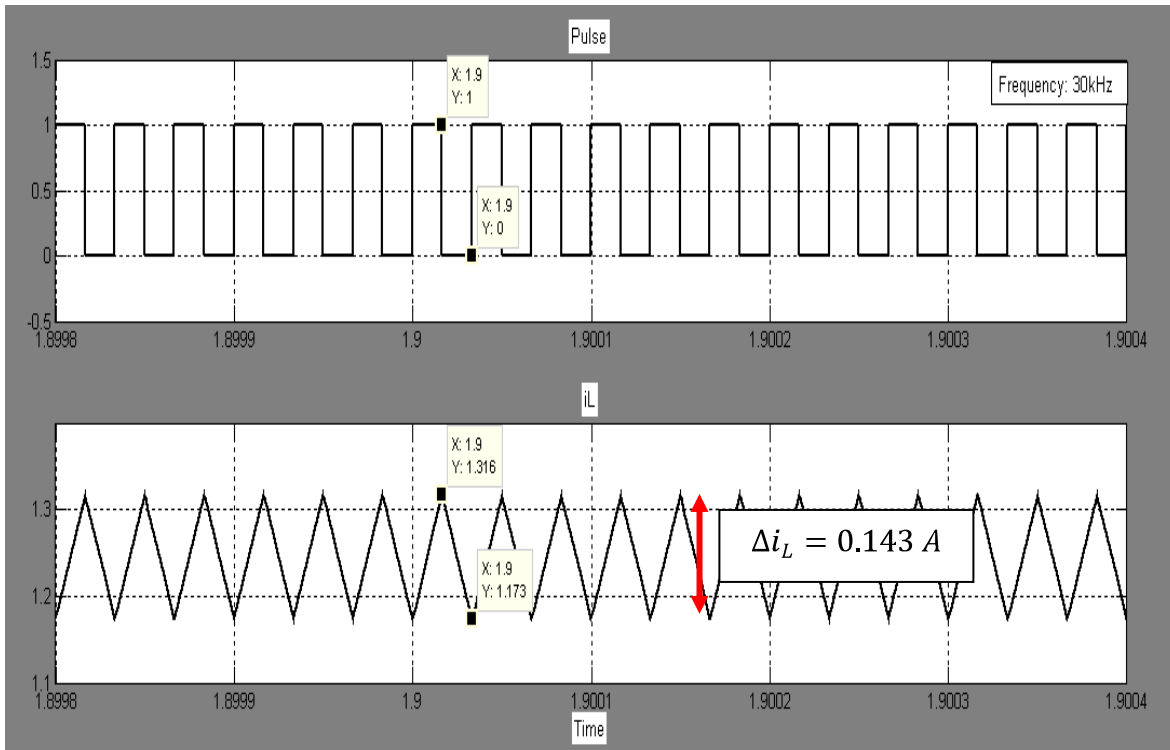 Pulse
1.5
1
0.5
0
-0.5
X: 1.9
Y: 1
X: 1.9
Y: 0
Frequency: 30kHz
1.8998
1.8999
1.9
1.9001
1.9002
1.9003
1.9004
iL
1.3
1.2
1.1
X: 1.9
Y: 1.316
X: 1.9
Y: 1.173
Δi_L = 0.143 A
1.8998
1.8999
1.9
1.9001
1.9002
1.9003
1.9004
Time